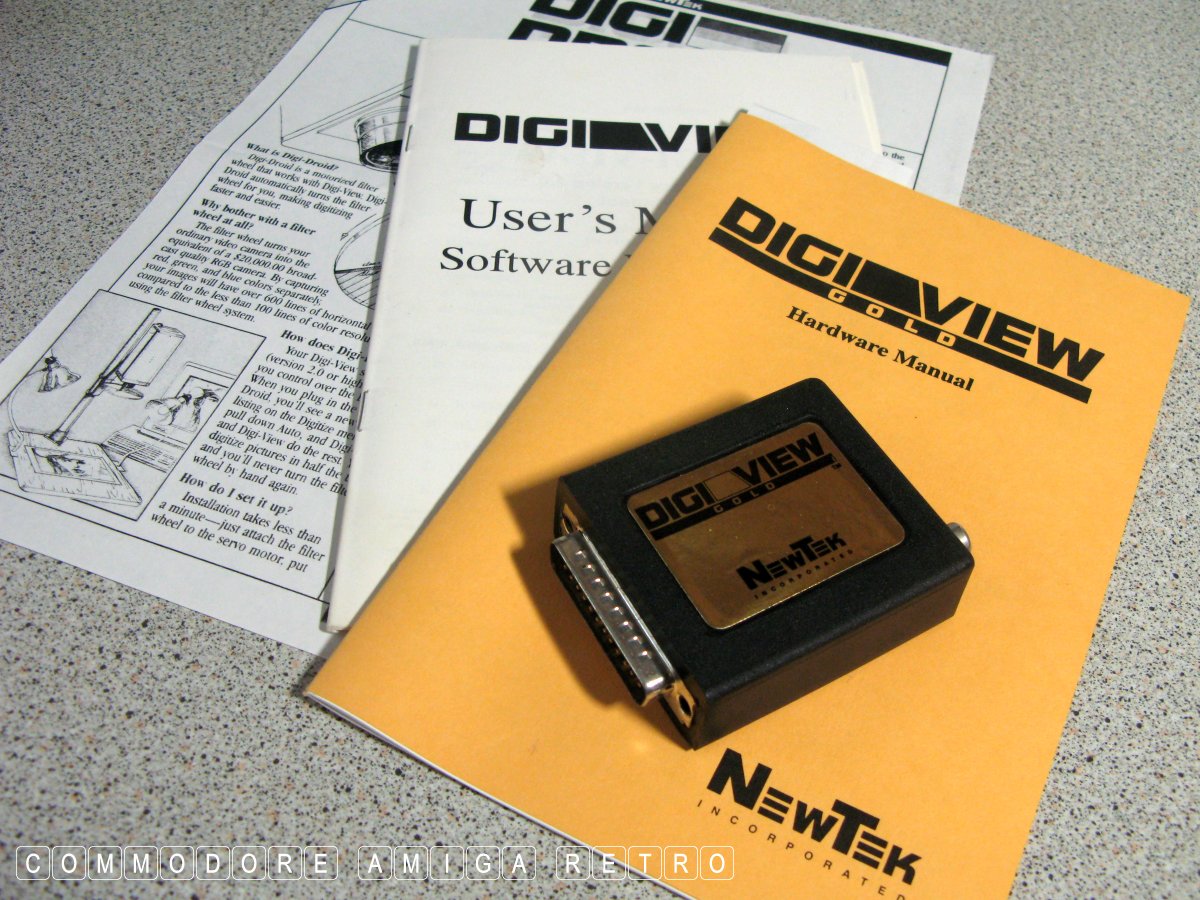 NEWTEK
DIGI
What is Digi-Droid?
Digi-Droid is a motorized filter
wheel that works with Digi-View. Digi-
Droid automatically turns the filter
wheel for you, making digitizing
faster and easier.
Why bother with a filter
wheel at all?
The filter wheel turns your
ordinary video camera into the
equivalent of a $20,000.00 broad-
cast quality RGB camera. By capturing
red, green, and blue colors separately,
your images will have over 600 lines of horizontal
compared to the less than 100 lines of color
using the filter wheel system.
How does Digi-
Your Digi-View
(version 2.0 or
you control over the
When you plug in the
Droid, you'll see a new
listing on the Digitize
pull down Auto, and
and Digi-View do the rest
digitize pictures in half the
and you'll never turn the
wheel by hand again.
How do I set it up?
Installation takes less than
a minute—just attach the filter
wheel to the servo motor, put
to the
DIGI VI
User's M
Software
DIGI VIEW
GOLD
Hardware Manual
DIGI VIEW
GOLD
TM
NEWTEK
INCORPORATED
NEWTEK
INCORPORATED
COMMODORE AMIGA RETRO